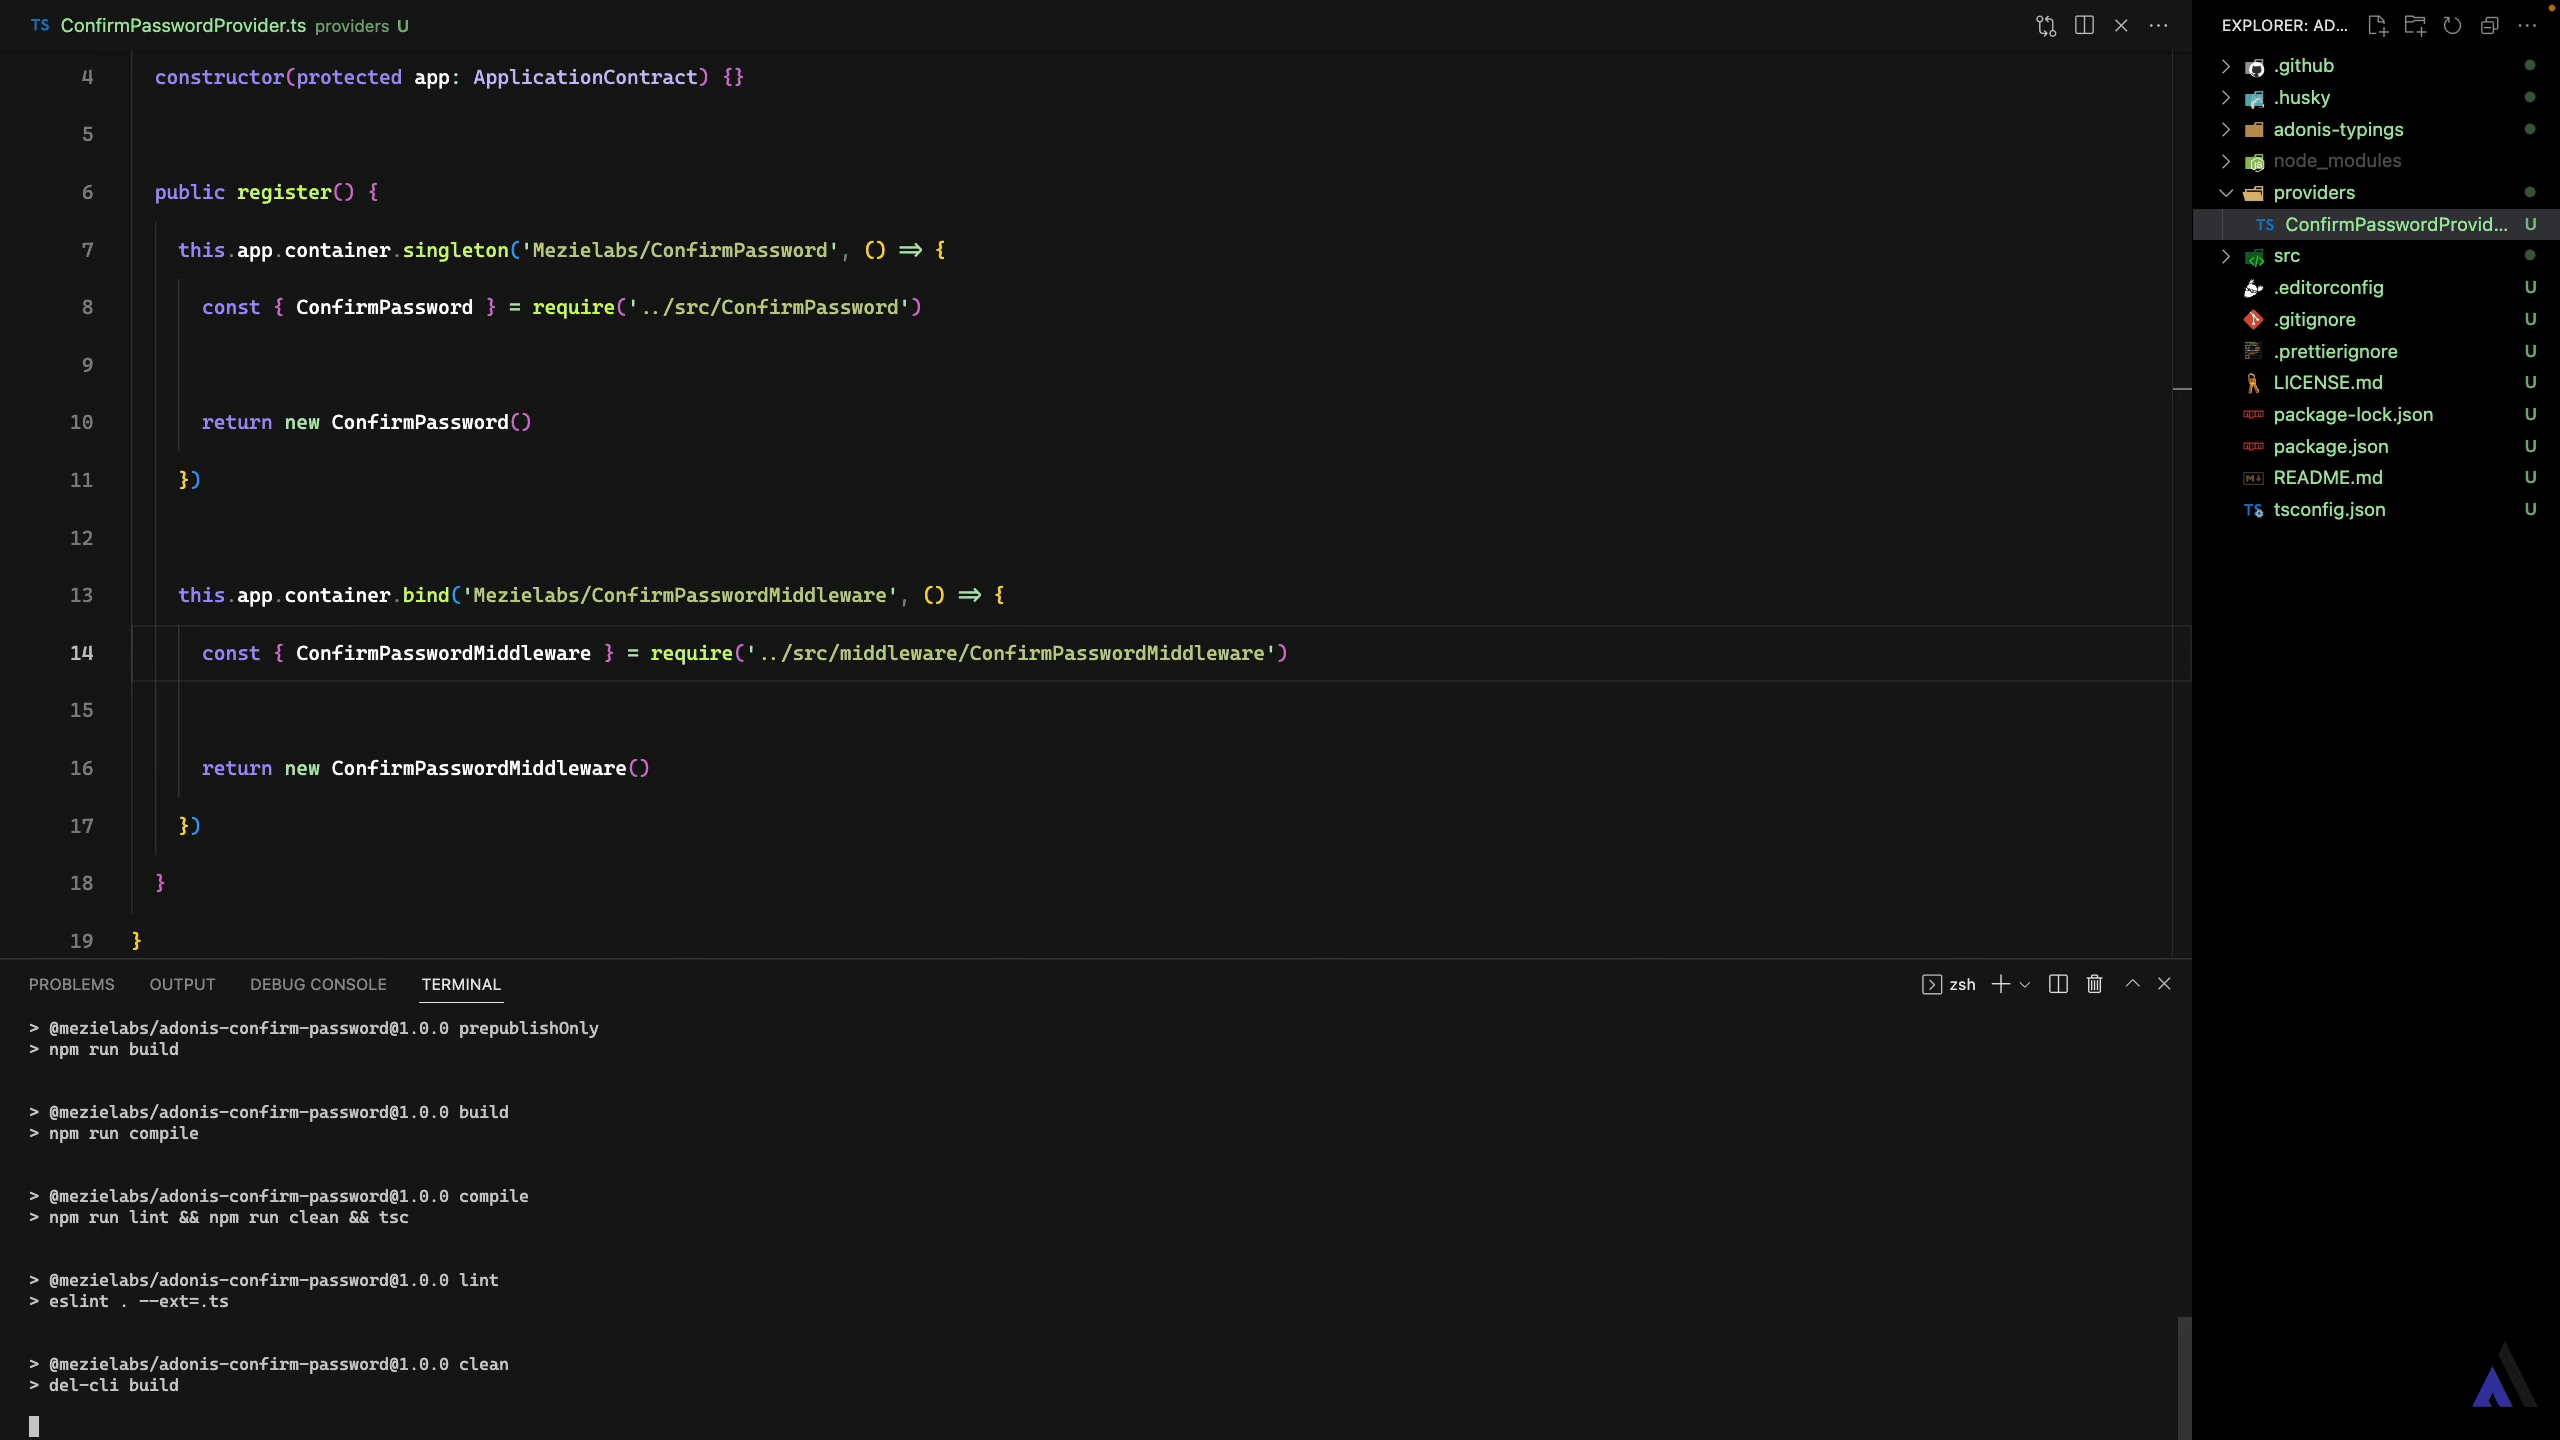 TS ConfirmPasswordProvider.ts providers U
4 constructor(protected app: ApplicationContract) {}
5
6 public register() {
7 this.app.container.singleton('Mezielabs/ConfirmPassword', () => {
8 const { ConfirmPassword } = require('../src/ConfirmPassword')
9
10 return new ConfirmPassword()
11 })
12
13 this.app.container.bind('Mezielabs/ConfirmPasswordMiddleware', () => {
14 const { ConfirmPasswordMiddleware } = require('../src/middleware/ConfirmPasswordMiddleware')
15
16 return new ConfirmPasswordMiddleware()
17 })
18 }
19 }
PROBLEMS OUTPUT DEBUG CONSOLE TERMINAL
zsh
> @mezielabs/adonis-confirm-password@1.0.0 prepublishOnly
> npm run build
> @mezielabs/adonis-confirm-password@1.0.0 build
> npm run compile
> @mezielabs/adonis-confirm-password@1.0.0 compile
> npm run lint && npm run clean && tsc
> @mezielabs/adonis-confirm-password@1.0.0 lint
> eslint . --ext=.ts
> @mezielabs/adonis-confirm-password@1.0.0 clean
> del-cli build
EXPLORER: AD...
.github
.husky
adonis-typings
node_modules
providers
TS ConfirmPasswordProvid... U
src
.editorconfig U
.gitignore U
.prettierignore U
LICENSE.md U
package-lock.json U
package.json U
README.md U
TS tsconfig.json U